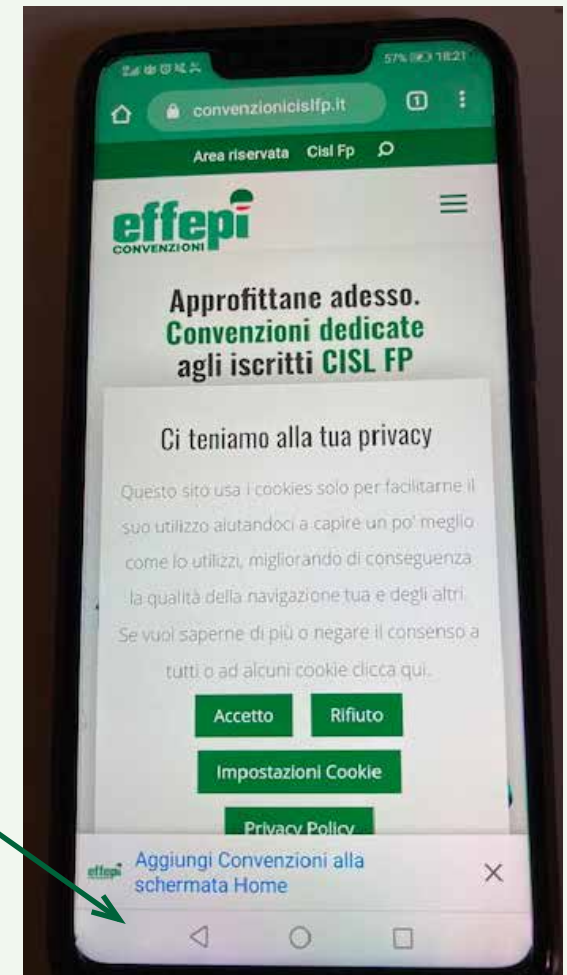 57% 18:21
convenzionicislfp.it 1
Area riservata Cisl Fp
effepi
CONVENZIONI
Approfittane adesso.
Convenzioni dedicate
agli iscritti CISL FP
Ci teniamo alla tua privacy
Questo sito usa i cookies solo per facilitarne il
suo utilizzo aiutandoci a capire un po' meglio
come lo utilizzi, migliorando di conseguenza
la qualità della navigazione tua e degli altri.
Se vuoi saperne di più o negare il consenso a
tutti o ad alcuni cookie clicca qui.
Accetto Rifiuto
Impostazioni Cookie
Privacy Policy
effepi Aggiungi Convenzioni alla
schermata Home